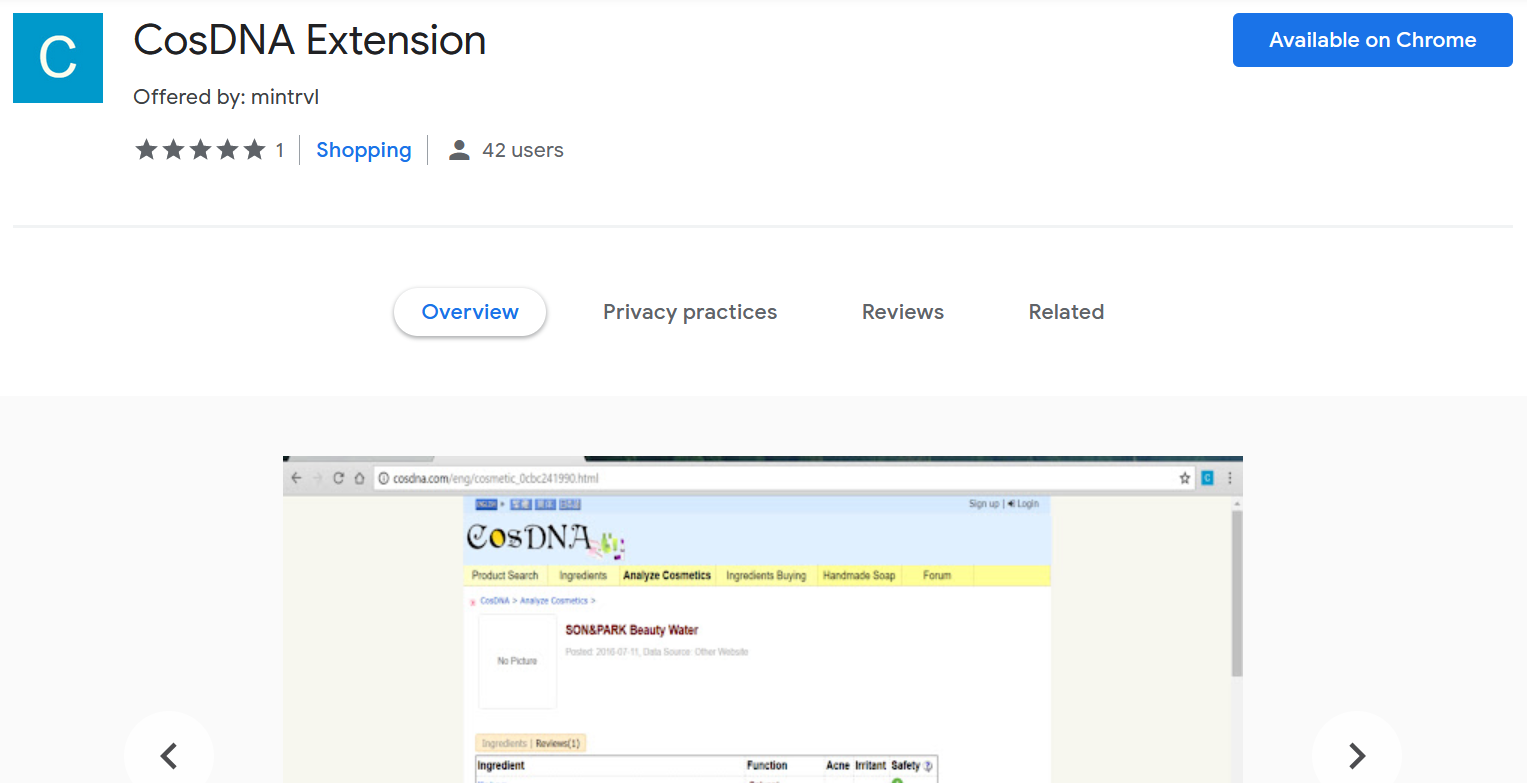 C
CosDNA Extension
Available on Chrome
Offered by: mintrvl
1
Shopping
42 users
Overview
Privacy practices
Reviews
Related
cosdna.com/eng/cosmetic_0cbc241990.html
C
ENGLISH
Sign up | Login
CosDNA
Product Search
Ingredients
Analyze Cosmetics
Ingredients Buying
Handmade Soap
Forum
CosDNA > Analyze Cosmetics >
SON&PARK Beauty Water
Posted: 2016-07-11, Data Source: Other Website
No Picture
Ingredients | Reviews(1)
Ingredient Function Acne Irritant Safety